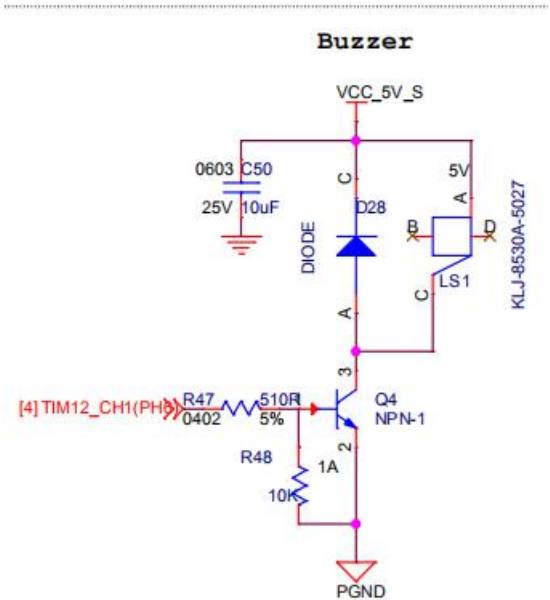 Buzzer
VCC_5V_S
0603 C50
25V 10uF
C
D28
DIODE
A
5V
A
B
D
LS1
C
KLJ-8530A-5027
3
[4] TIM12_CH1(PH6)
R47
510R
1
0402
5%
Q4
NPN-1
2
R48
1A
10K
PGND